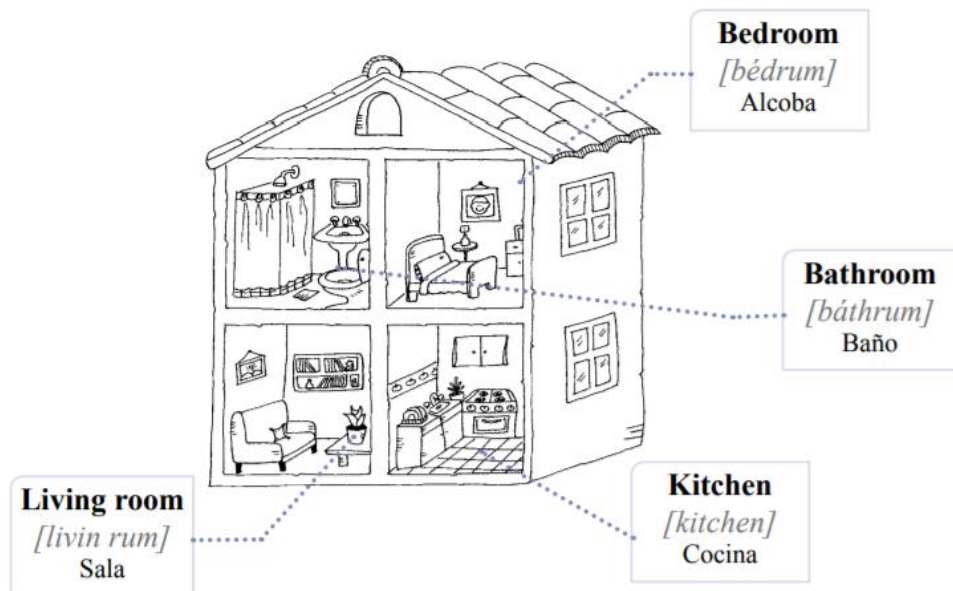 Bedroom
[bédrum]
Alcoba
Bathroom
[báthrum]
Baño
Living room
[livin rum]
Sala
Kitchen
[kitchen]
Cocina